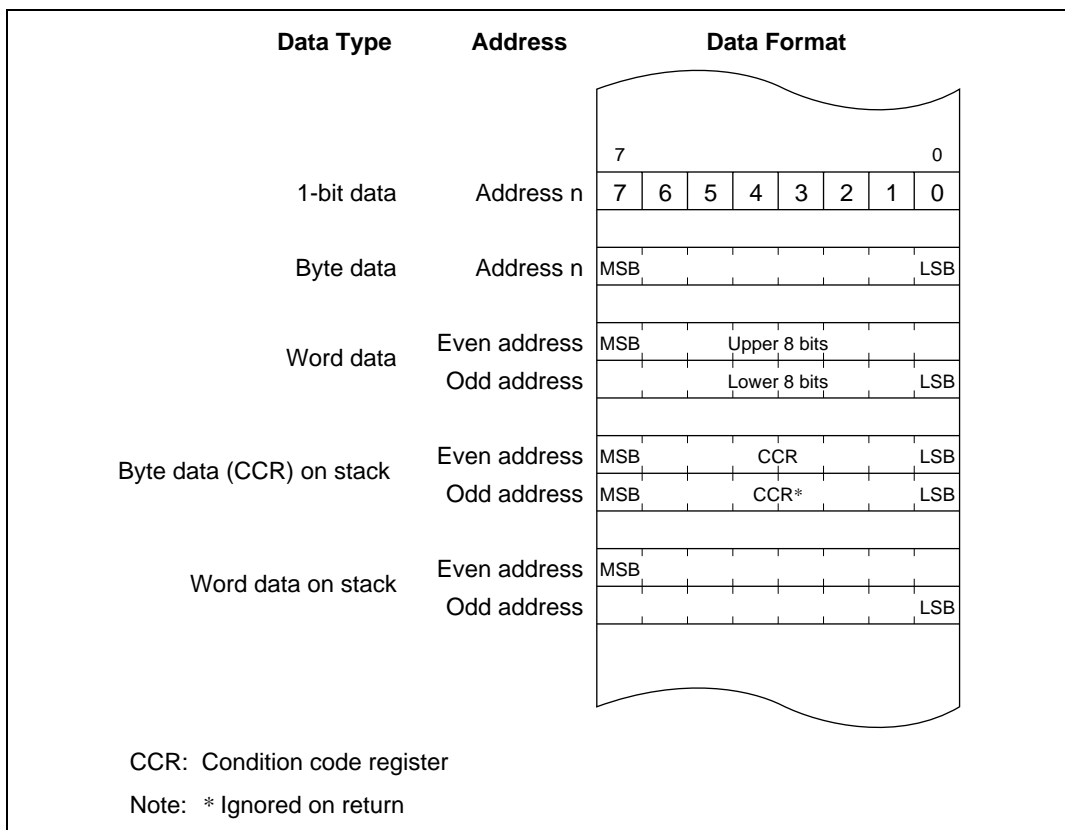 Data Type Address Data Format
7 0
1-bit data Address n 7 6 5 4 3 2 1 0
Byte data Address n MSB LSB
Word data
Even address MSB Upper 8 bits
Odd address Lower 8 bits LSB
Byte data (CCR) on stack
Even address MSB CCR LSB
Odd address MSB CCR* LSB
Word data on stack
Even address MSB
Odd address LSB
CCR: Condition code register
Note: * Ignored on return